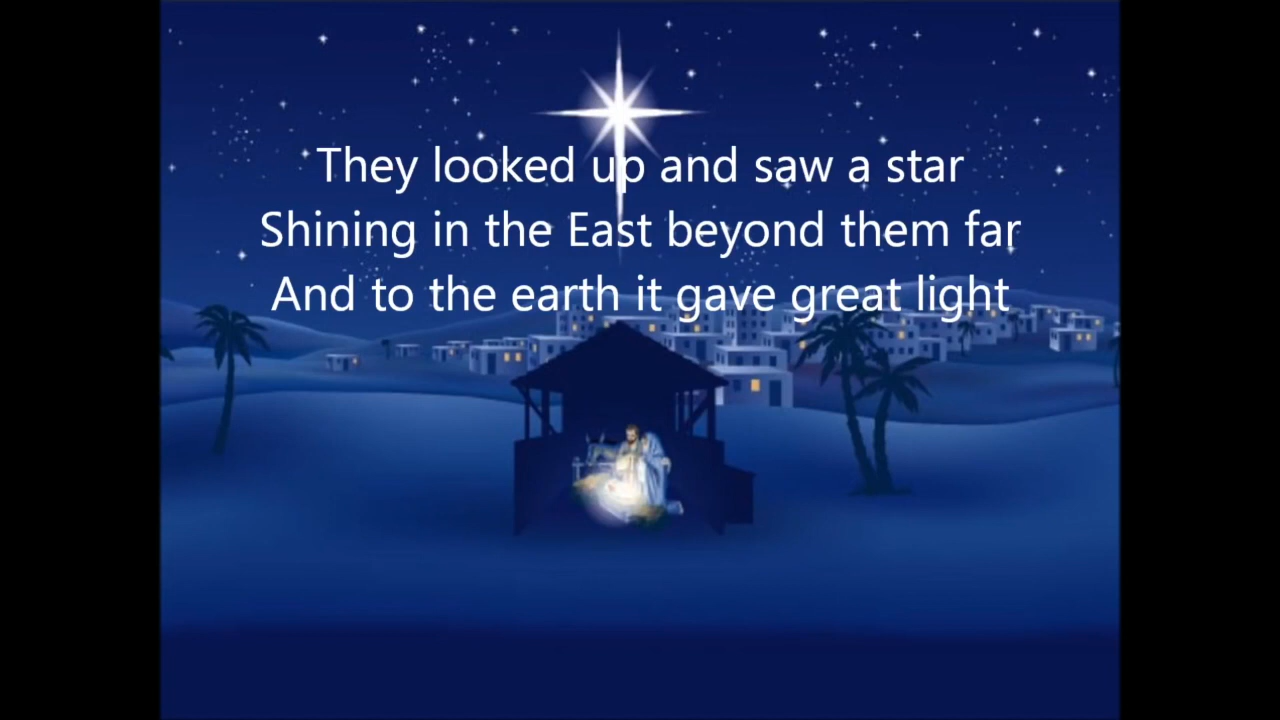 They looked up and saw a star
Shining in the East beyond them far
And to the earth it gave great light